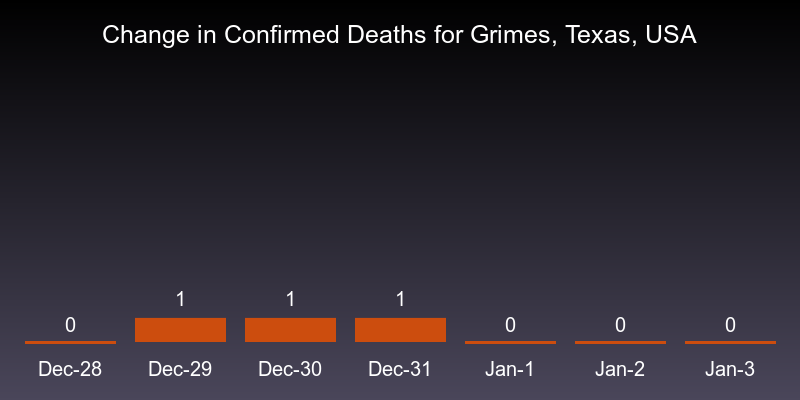 Change in Confirmed Deaths for Grimes, Texas, USA
0 1 1 1 0 0 0
Dec-28 Dec-29 Dec-30 Dec-31 Jan-1 Jan-2 Jan-3